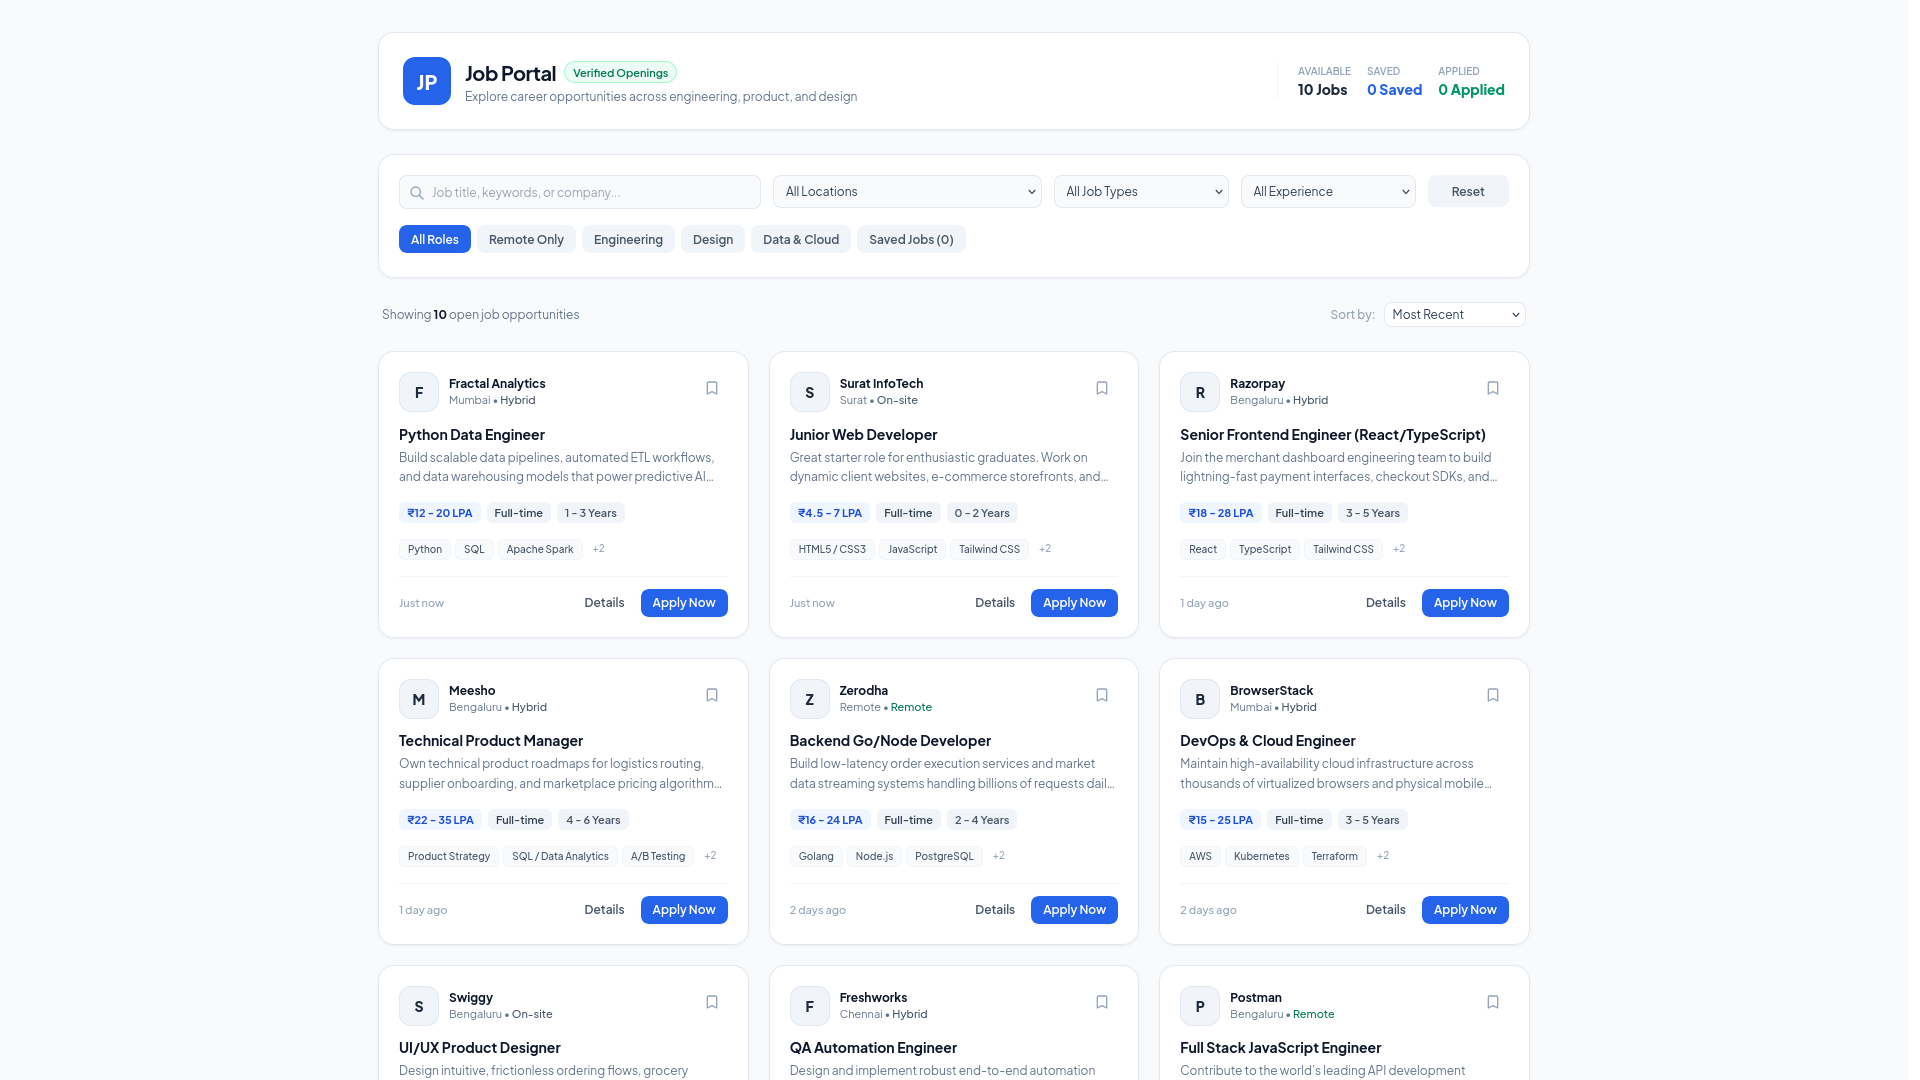 JP
Job Portal
Verified Openings
Explore career opportunities across engineering, product, and design
AVAILABLE
10 Jobs
SAVED
0 Saved
APPLIED
0 Applied
Job title, keywords, or company...
All Locations
All Job Types
All Experience
Reset
All Roles
Remote Only
Engineering
Design
Data & Cloud
Saved Jobs (0)
Showing 10 open job opportunities
Sort by:
Most Recent
F
Fractal Analytics
Mumbai • Hybrid
Python Data Engineer
Build scalable data pipelines, automated ETL workflows,
and data warehousing models that power predictive AI…
₹12 – 20 LPA
Full-time
1 – 3 Years
Python
SQL
Apache Spark
+2
Just now
Details
Apply Now
S
Surat InfoTech
Surat • On-site
Junior Web Developer
Great starter role for enthusiastic graduates. Work on
dynamic client websites, e-commerce storefronts, and…
₹4.5 – 7 LPA
Full-time
0 – 2 Years
HTML5 / CSS3
JavaScript
Tailwind CSS
+2
Just now
Details
Apply Now
R
Razorpay
Bengaluru • Hybrid
Senior Frontend Engineer (React/TypeScript)
Join the merchant dashboard engineering team to build
lightning-fast payment interfaces, checkout SDKs, and…
₹18 – 28 LPA
Full-time
3 – 5 Years
React
TypeScript
Tailwind CSS
+2
1 day ago
Details
Apply Now
M
Meesho
Bengaluru • Hybrid
Technical Product Manager
Own technical product roadmaps for logistics routing,
supplier onboarding, and marketplace pricing algorithm…
₹22 – 35 LPA
Full-time
4 – 6 Years
Product Strategy
SQL / Data Analytics
A/B Testing
+2
1 day ago
Details
Apply Now
Z
Zerodha
Remote • Remote
Backend Go/Node Developer
Build low-latency order execution services and market
data streaming systems handling billions of requests dail…
₹16 – 24 LPA
Full-time
2 – 4 Years
Golang
Node.js
PostgreSQL
+2
2 days ago
Details
Apply Now
B
BrowserStack
Mumbai • Hybrid
DevOps & Cloud Engineer
Maintain high-availability cloud infrastructure across
thousands of virtualized browsers and physical mobile…
₹15 – 25 LPA
Full-time
3 – 5 Years
AWS
Kubernetes
Terraform
+2
2 days ago
Details
Apply Now
S
Swiggy
Bengaluru • On-site
UI/UX Product Designer
Design intuitive, frictionless ordering flows, grocery
F
Freshworks
Chennai • Hybrid
QA Automation Engineer
Design and implement robust end-to-end automation
P
Postman
Bengaluru • Remote
Full Stack JavaScript Engineer
Contribute to the world's leading API development